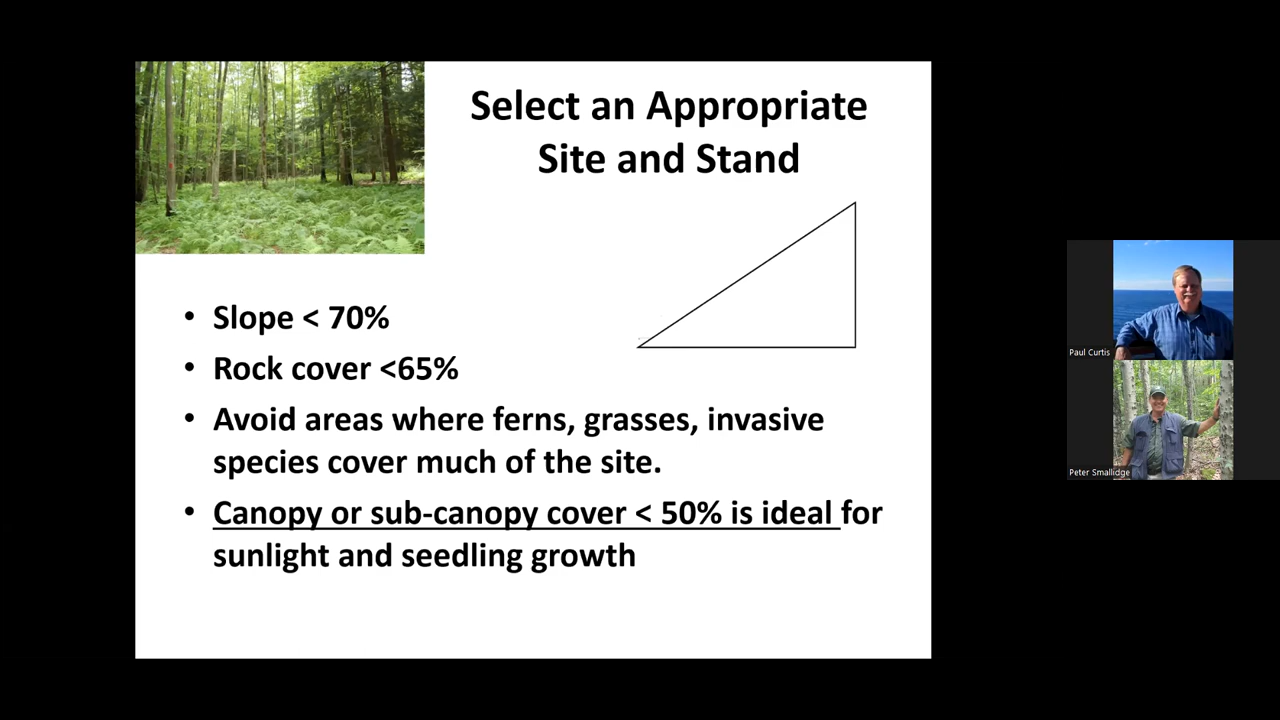 Select an Appropriate
Site and Stand
• Slope < 70%
• Rock cover <65%
• Avoid areas where ferns, grasses, invasive
species cover much of the site.
• Canopy or sub-canopy cover < 50% is ideal for
sunlight and seedling growth
Paul Curtis
Peter Smallidge